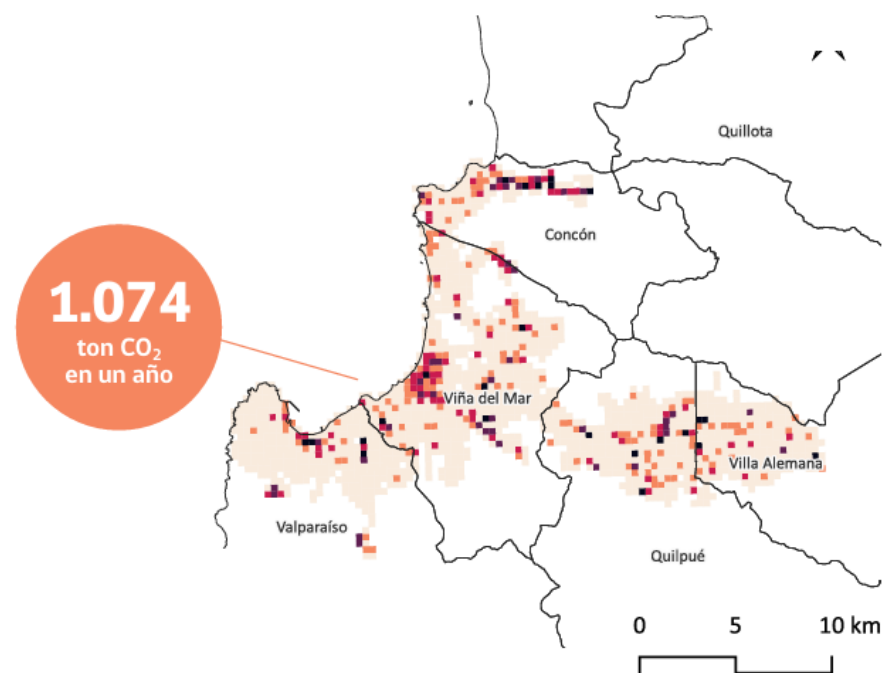 Quillota
Concón
1.074
ton CO₂
en un año
Viña del Mar
Villa Alemana
Valparaíso
Quilpué
0 5 10 km